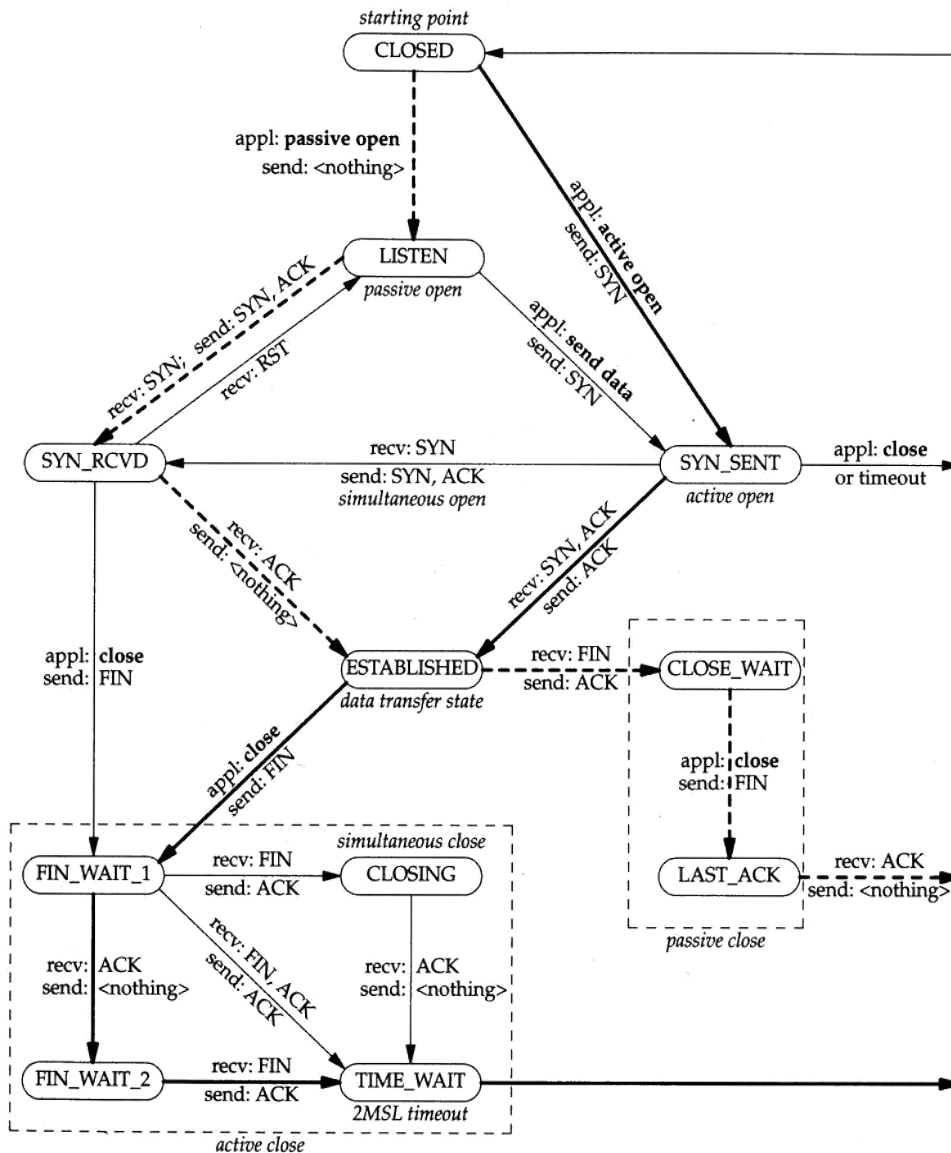 starting point
CLOSED
appl: passive open
send: <nothing>
appl: active open
send: SYN
LISTEN
passive open
recv: SYN; send: SYN, ACK
recv: RST
appl: send data
send: SYN
SYN_RCVD
recv: SYN
send: SYN, ACK
simultaneous open
SYN_SENT
active open
appl: close
or timeout
recv: ACK
send: <nothing>
recv: SYN, ACK
send: ACK
appl: close
send: FIN
ESTABLISHED
data transfer state
recv: FIN
send: ACK
CLOSE_WAIT
appl: close
send: FIN
appl: close
send: FIN
LAST_ACK
recv: ACK
send: <nothing>
passive close
simultaneous close
FIN_WAIT_1
recv: FIN
send: ACK
CLOSING
recv: ACK
send: <nothing>
recv: FIN, ACK
send: ACK
recv: ACK
send: <nothing>
FIN_WAIT_2
recv: FIN
send: ACK
TIME_WAIT
2MSL timeout
active close